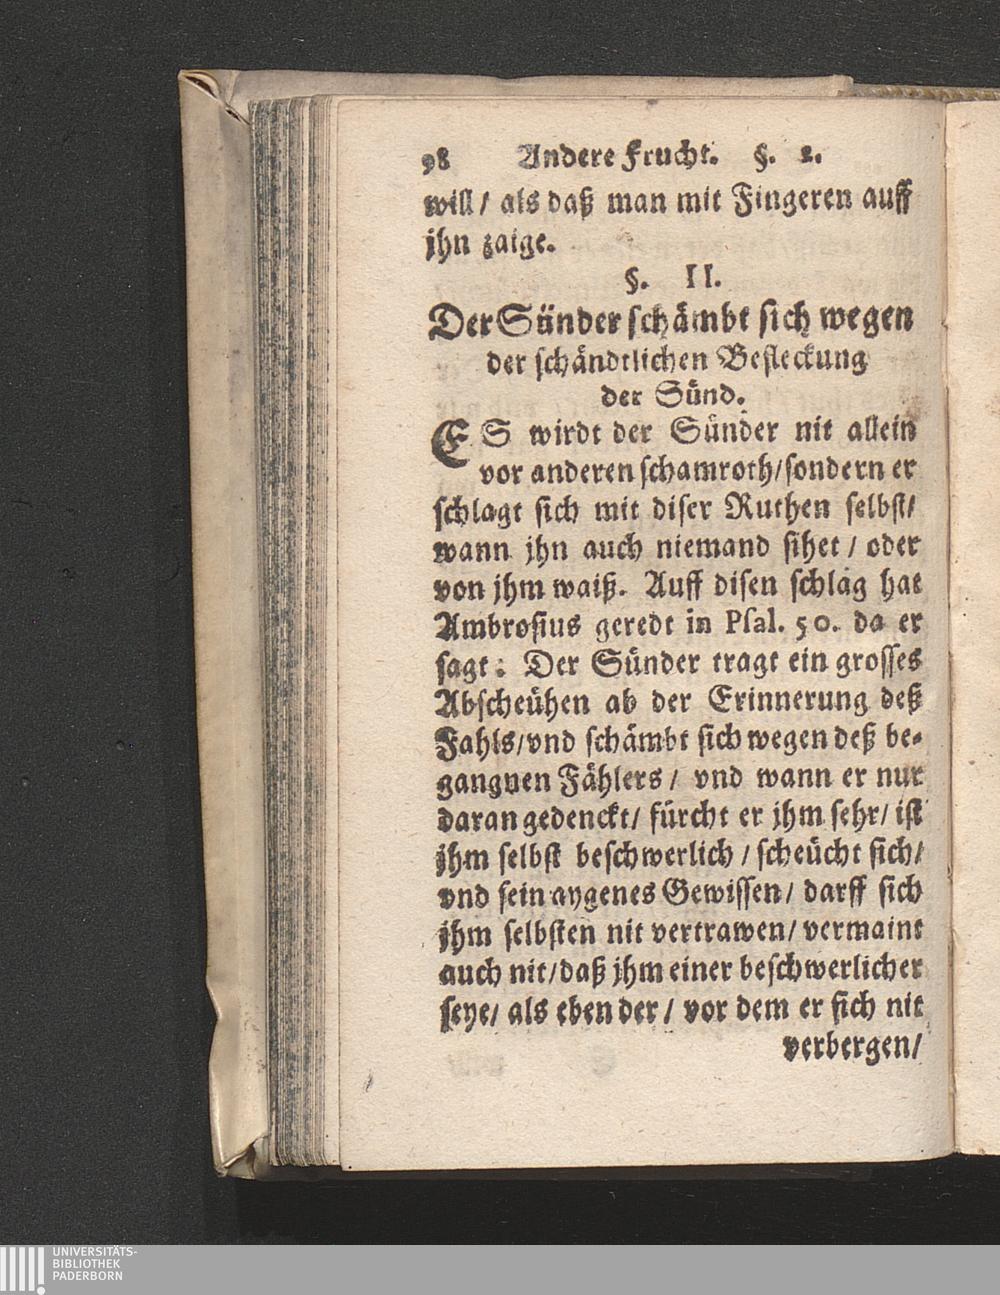 98 Andere Frucht. §. 2.
will / als daß man mit Fingeren auff
jhn zaige.
§. II.
Der Sünder schämbt sich wegen
der schändtlichen Befleckung
der Sünd.
ES wirdt der Sünder nit allein
vor anderen schamroth/sondern er
schlagt sich mit diser Ruthen selbst/
wann jhn auch niemand sihet / oder
von jhm waiß. Auff disen schlag hat
Ambrosius geredt in Psal. 50. da er
sagt: Der Sünder tragt ein grosses
Abscheühen ab der Erinnerung deß
Fahls/vnd schämbt sich wegen deß be-
gangnen Fählers / vnd wann er nur
daran gedenckt/ fürcht er jhm sehr/ ist
jhm selbst beschwerlich / scheücht sich/
vnd sein aygenes Gewissen/ darff sich
jhm selbsten nit vertrawen/ vermaint
auch nit/daß jhm einer beschwerlicher
seye/ als eben der / vor dem er sich nit
verbergen/
UNIVERSITÄTS-
BIBLIOTHEK
PADERBORN